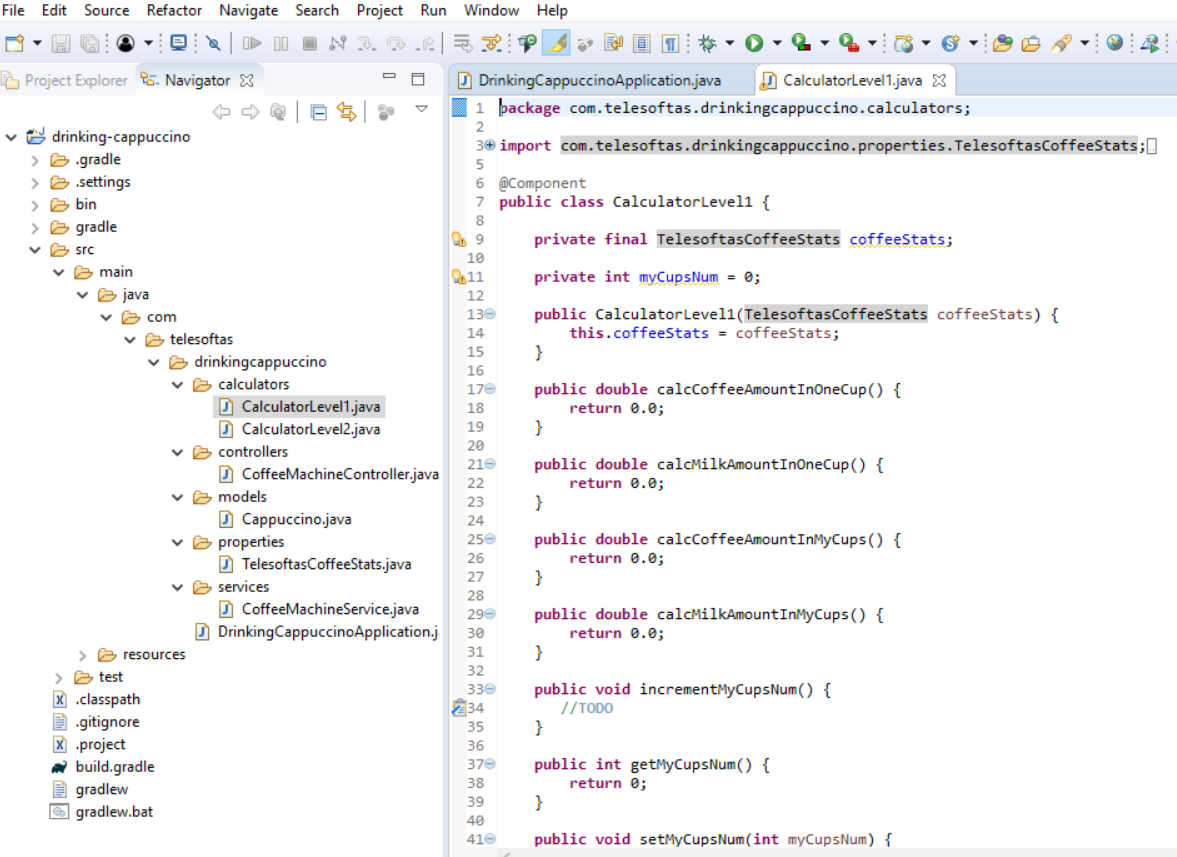 File Edit Source Refactor Navigate Search Project Run Window Help
Project Explorer Navigator
DrinkingCappuccinoApplication.java CalculatorLevel1.java
drinking-cappuccino
.gradle
.settings
bin
gradle
src
main
java
com
telesoftas
drinkingcappuccino
calculators
CalculatorLevel1.java
CalculatorLevel2.java
controllers
CoffeeMachineController.java
models
Cappuccino.java
properties
TelesoftasCoffeeStats.java
services
CoffeeMachineService.java
DrinkingCappuccinoApplication.j
resources
test
.classpath
.gitignore
.project
build.gradle
gradlew
gradlew.bat
1 package com.telesoftas.drinkingcappuccino.calculators;
2
3 import com.telesoftas.drinkingcappuccino.properties.TelesoftasCoffeeStats;
5
6 @Component
7 public class CalculatorLevel1 {
8
9 private final TelesoftasCoffeeStats coffeeStats;
10
11 private int myCupsNum = 0;
12
13 public CalculatorLevel1(TelesoftasCoffeeStats coffeeStats) {
14 this.coffeeStats = coffeeStats;
15 }
16
17 public double calcCoffeeAmountInOneCup() {
18 return 0.0;
19 }
20
21 public double calcMilkAmountInOneCup() {
22 return 0.0;
23 }
24
25 public double calcCoffeeAmountInMyCups() {
26 return 0.0;
27 }
28
29 public double calcMilkAmountInMyCups() {
30 return 0.0;
31 }
32
33 public void incrementMyCupsNum() {
34 //TODO
35 }
36
37 public int getMyCupsNum() {
38 return 0;
39 }
40
41 public void setMyCupsNum(int myCupsNum) {